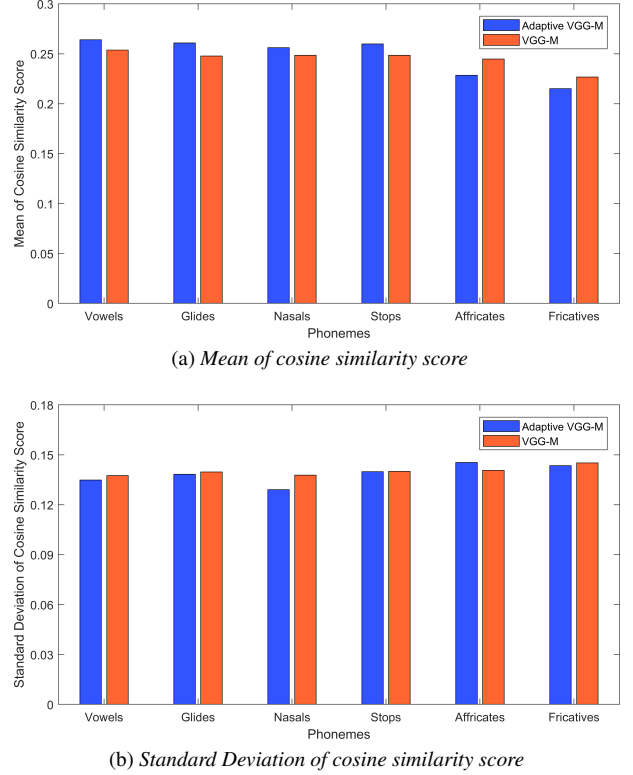 0.3
0.25
0.2
0.15
0.1
0.05
0
Mean of Cosine Similarity Score
Adaptive VGG-M
VGG-M
Vowels Glides Nasals Stops Affricates Fricatives
Phonemes
(a) Mean of cosine similarity score
0.18
0.15
0.12
0.09
0.06
0.03
0
Standard Deviation of Cosine Similarity Score
Adaptive VGG-M
VGG-M
Vowels Glides Nasals Stops Affricates Fricatives
Phonemes
(b) Standard Deviation of cosine similarity score